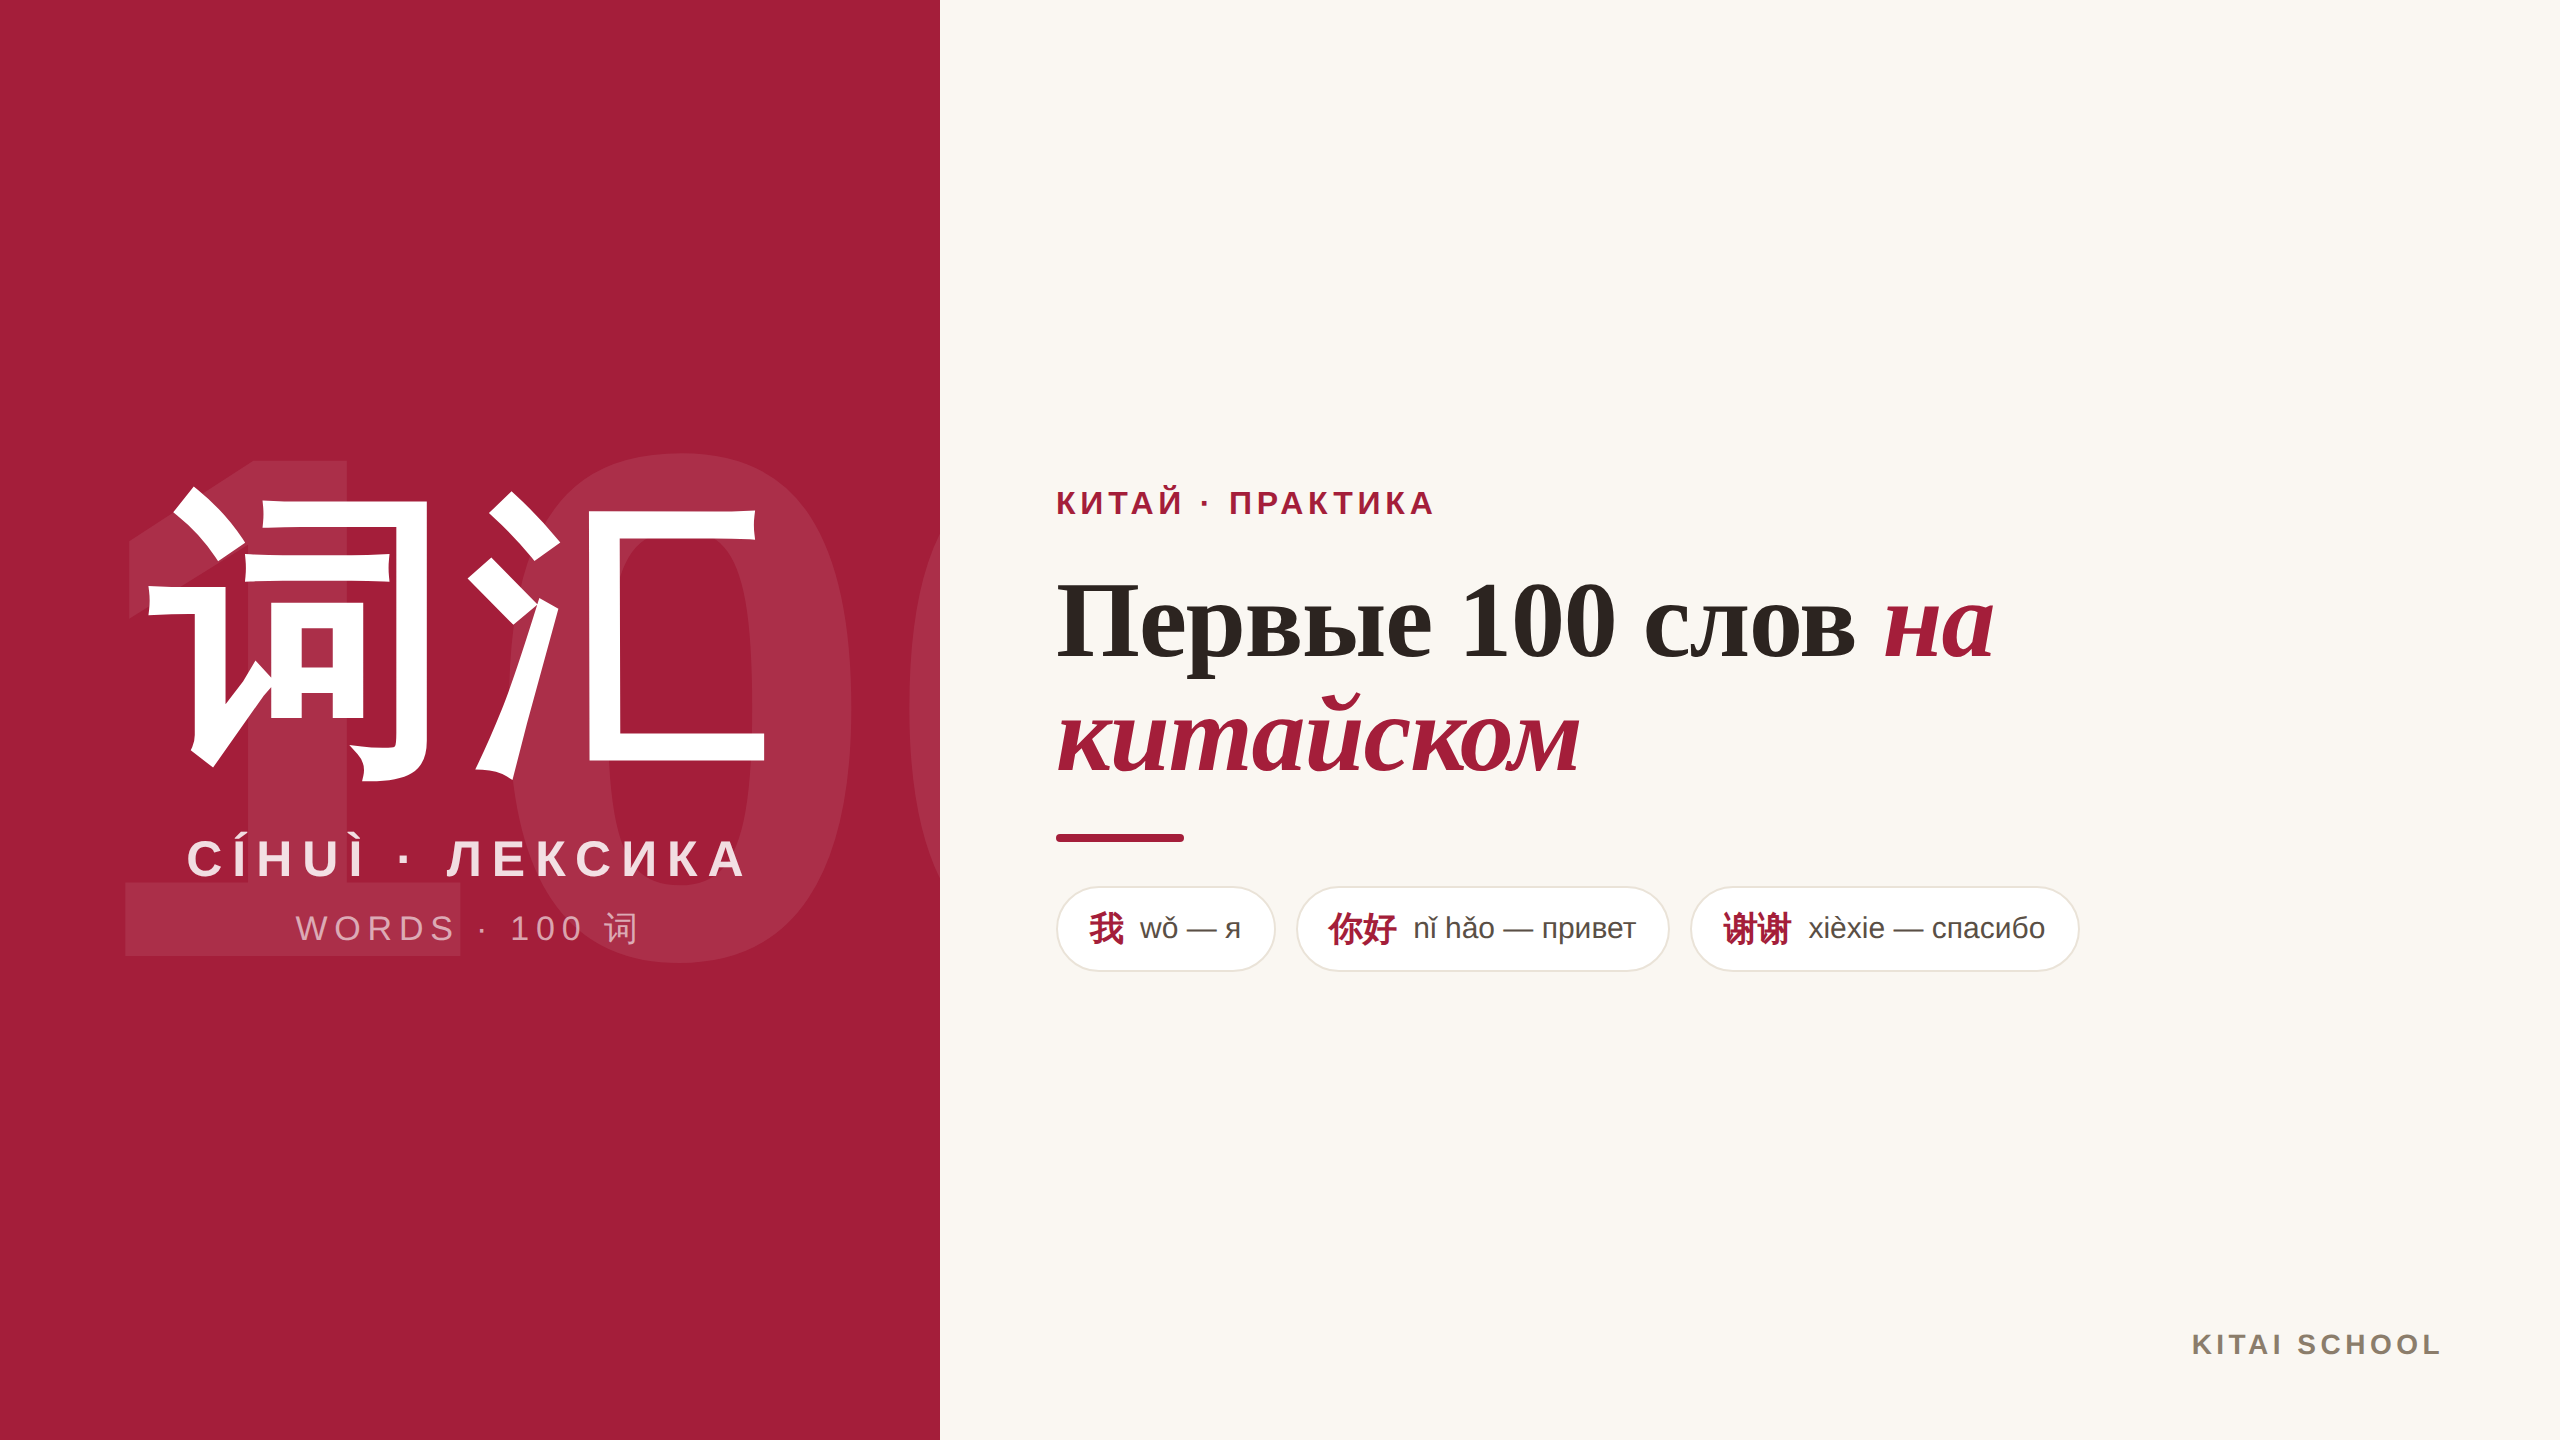 100
词汇
CÍHUÌ · ЛЕКСИКА
WORDS · 100 词
КИТАЙ · ПРАКТИКА
Первые 100 слов на
китайском
我 wǒ — я
你好 nǐ hǎo — привет
谢谢 xièxie — спасибо
KITAI SCHOOL